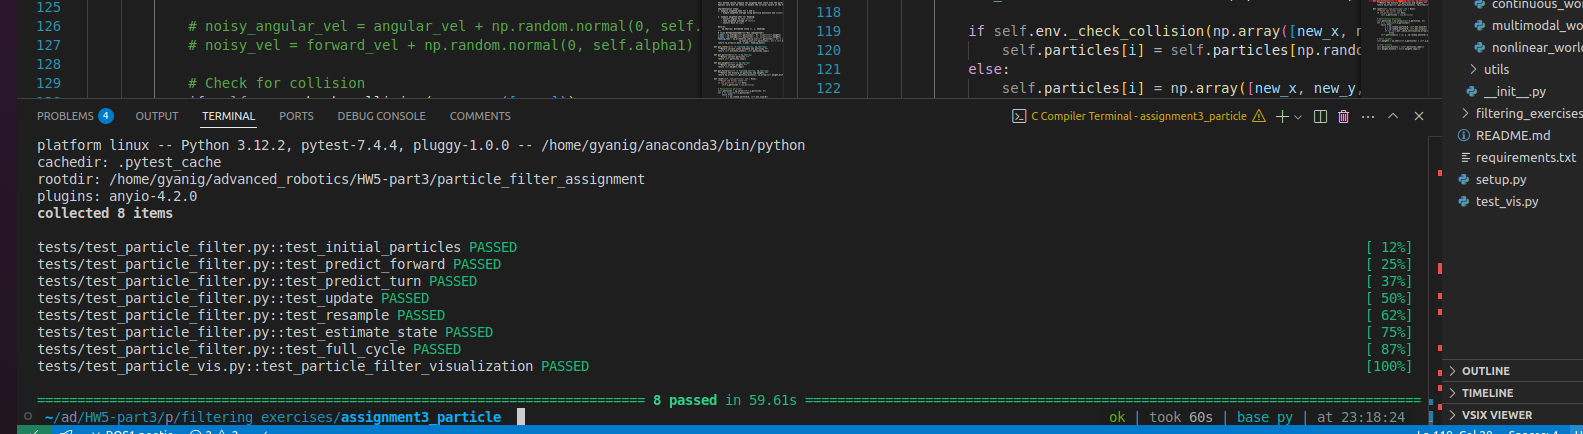 125
126 # noisy_angular_vel = angular_vel + np.random.normal(0, self.
127 # noisy_vel = forward_vel + np.random.normal(0, self.alpha1)
128
129 # Check for collision
118
119 if self.env._check_collision(np.array([new_x, n
120 self.particles[i] = self.particles[np.rand
121 else:
122 self.particles[i] = np.array([new_x, new_y,
continuous_wo
multimodal_wo
nonlinear_worl
utils
__init__.py
filtering_exercises
README.md
requirements.txt
setup.py
test_vis.py
PROBLEMS 4 OUTPUT TERMINAL PORTS DEBUG CONSOLE COMMENTS
C Compiler Terminal - assignment3_particle
platform linux -- Python 3.12.2, pytest-7.4.4, pluggy-1.0.0 -- /home/gyanig/anaconda3/bin/python
cachedir: .pytest_cache
rootdir: /home/gyanig/advanced_robotics/HW5-part3/particle_filter_assignment
plugins: anyio-4.2.0
collected 8 items
tests/test_particle_filter.py::test_initial_particles PASSED [ 12%]
tests/test_particle_filter.py::test_predict_forward PASSED [ 25%]
tests/test_particle_filter.py::test_predict_turn PASSED [ 37%]
tests/test_particle_filter.py::test_update PASSED [ 50%]
tests/test_particle_filter.py::test_resample PASSED [ 62%]
tests/test_particle_filter.py::test_estimate_state PASSED [ 75%]
tests/test_particle_filter.py::test_full_cycle PASSED [ 87%]
tests/test_particle_vis.py::test_particle_filter_visualization PASSED [100%]
8 passed in 59.61s
~/ad/HW5-part3/p/filtering_exercises/assignment3_particle ok | took 60s | base py | at 23:18:24
OUTLINE
TIMELINE
VSIX VIEWER